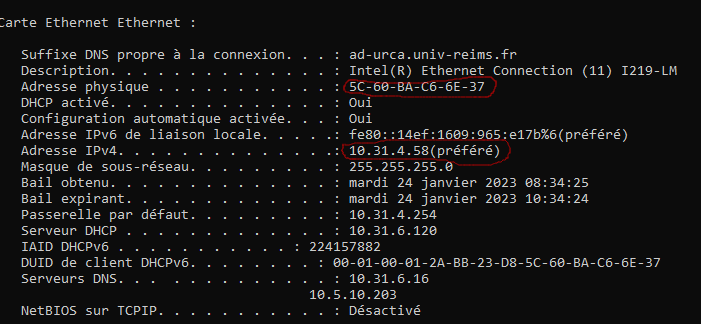 Carte Ethernet Ethernet :
Suffixe DNS propre à la connexion. . . : ad-urca.univ-reims.fr
Description. . . . . . . . . . . . . . : Intel(R) Ethernet Connection (11) I219-LM
Adresse physique . . . . . . . . . . . : 5C-60-BA-C6-6E-37
DHCP activé. . . . . . . . . . . . . . : Oui
Configuration automatique activée. . . : Oui
Adresse IPv6 de liaison locale. . . . .: fe80::14ef:1609:965:e17b%6(préféré)
Adresse IPv4. . . . . . . . . . . . . .: 10.31.4.58(préféré)
Masque de sous-réseau. . . . . . . . . : 255.255.255.0
Bail obtenu. . . . . . . . . . . . . . : mardi 24 janvier 2023 08:34:25
Bail expirant. . . . . . . . . . . . . : mardi 24 janvier 2023 10:34:24
Passerelle par défaut. . . . . . . . . : 10.31.4.254
Serveur DHCP . . . . . . . . . . . . . : 10.31.6.120
IAID DHCPv6 . . . . . . . . . . . : 224157882
DUID de client DHCPv6. . . . . . . . : 00-01-00-01-2A-BB-23-D8-5C-60-BA-C6-6E-37
Serveurs DNS. . . . . . . . . . . . . : 10.31.6.16
10.5.10.203
NetBIOS sur TCPIP. . . . . . . . . . . : Désactivé